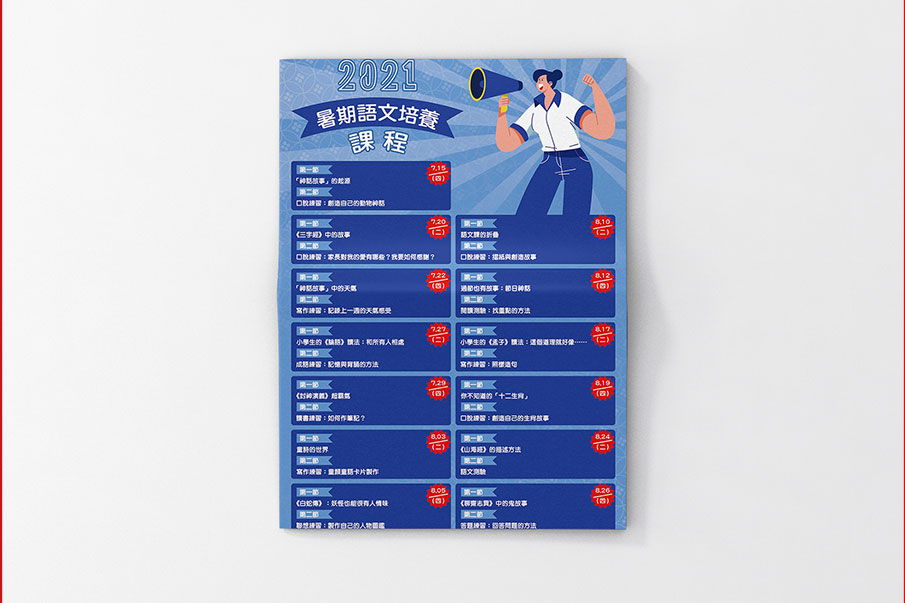 2021
暑期語文培養
課程
第一節
7.15
(四)
「神話故事」的起源
第二節
口說練習：創造自己的動物神話
第一節
7.20
(二)
《三字經》中的故事
第二節
口說練習：家長對我的愛有哪些？我要如何感謝？
第一節
7.22
(四)
「神話故事」中的天氣
第二節
寫作練習：記錄上一週的天氣感受
第一節
7.27
(二)
小學生的《論語》讀法：和所有人相處
第二節
成語練習：記憶與背誦的方法
第一節
7.29
(四)
《封神演義》超霸氣
第二節
讀書練習：如何作筆記？
第一節
8.03
(二)
童詩的世界
第二節
寫作練習：童顏童語卡片製作
第一節
8.05
(四)
《白蛇傳》：妖怪也能很有人情味
第二節
聯想練習：製作自己的人物圖鑑
第一節
8.10
(二)
語文課的折疊
第二節
口說練習：摺紙與創造故事
第一節
8.12
(四)
過節也有故事：節日神話
第二節
閱讀測驗：找重點的方法
第一節
8.17
(二)
小學生的《孟子》讀法：這個道理就好像……
第二節
寫作練習：照樣造句
第一節
8.19
(四)
你不知道的「十二生肖」
第二節
口說練習：創造自己的生肖故事
第一節
8.24
(二)
《山海經》的描述方法
第二節
語文測驗
第一節
8.26
(四)
《聊齋志異》中的鬼故事
第二節
答題練習：回答問題的方法